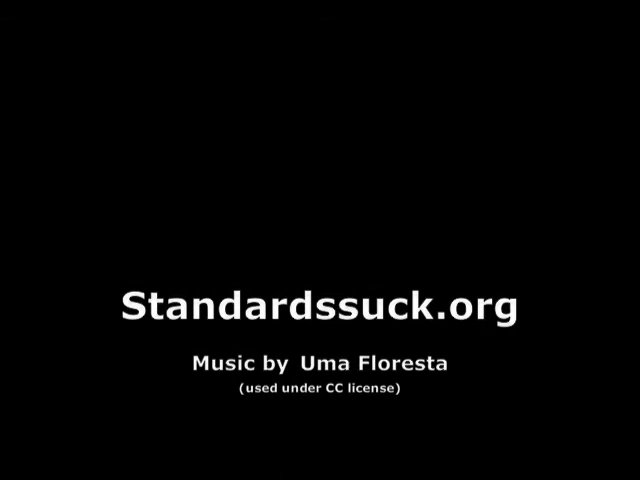 Standardssuck.org
Music by Uma Floresta
(used under CC license)